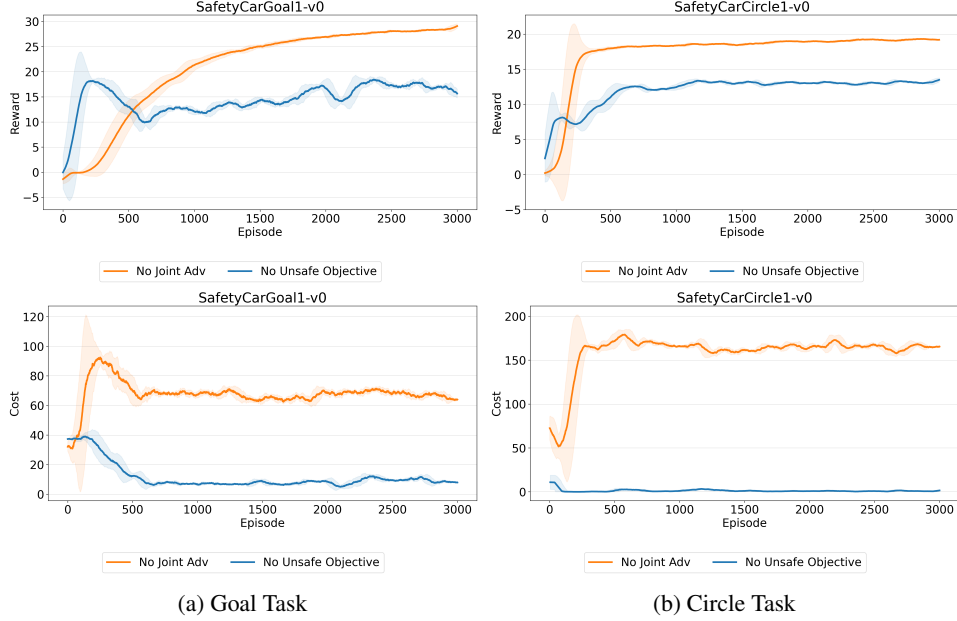 SafetyCarGoal1-v0
30
25
20
15
10
5
0
−5
Reward
0 500 1000 1500 2000 2500 3000
Episode
No Joint Adv No Unsafe Objective
SafetyCarCircle1-v0
20
15
10
5
0
−5
Reward
0 500 1000 1500 2000 2500 3000
Episode
No Joint Adv No Unsafe Objective
SafetyCarGoal1-v0
120
100
80
60
40
20
0
Cost
0 500 1000 1500 2000 2500 3000
Episode
No Joint Adv No Unsafe Objective
(a) Goal Task
SafetyCarCircle1-v0
200
150
100
50
0
Cost
0 500 1000 1500 2000 2500 3000
Episode
No Joint Adv No Unsafe Objective
(b) Circle Task